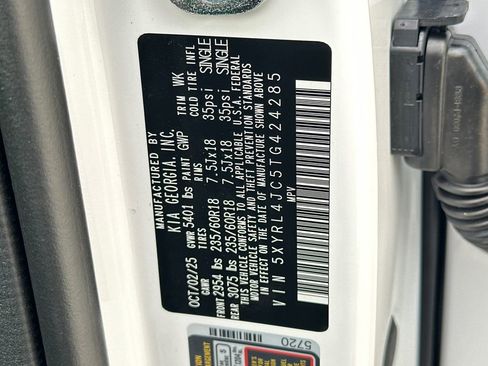 MANUFACTURED BY
KIA GEORGIA, INC.
OCT/02/25 GVWR 5401 lbs PAINT GWP TRIM WK
GAWR TIRES RIMS COLD TIRE INFL
FRONT 2954 lbs 235/60R18 7.5Jx18 35psi SINGLE
REAR 3075 lbs 235/60R18 7.5Jx18 35psi SINGLE
THIS VEHICLE CONFORMS TO ALL APPLICABLE U.S.A. FEDERAL
MOTOR VEHICLE SAFETY AND THEFT PREVENTION STANDARDS
IN EFFECT ON THE DATE OF MANUFACTURE SHOWN ABOVE
VIN 5XYRL4JC5TG424285
MPV
5720